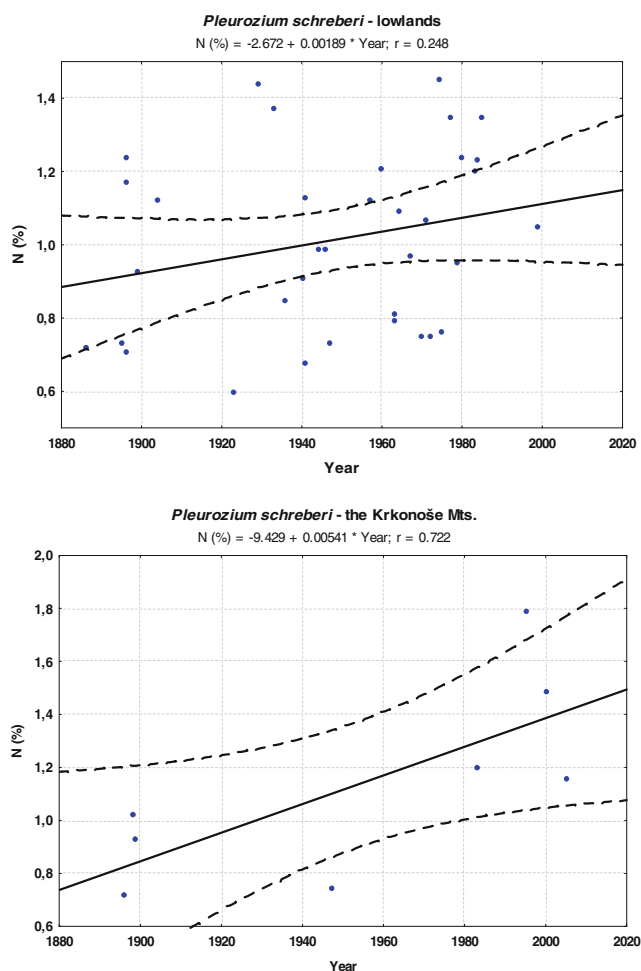 Pleurozium schreberi - lowlands
N (%) = -2.672 + 0.00189 * Year; r = 0.248
1,4
1,2
1,0
0,8
0,6
N (%)
1880 1900 1920 1940 1960 1980 2000 2020
Year
Pleurozium schreberi - the Krkonoše Mts.
N (%) = -9.429 + 0.00541 * Year; r = 0.722
2,0
1,8
1,6
1,4
1,2
1,0
0,8
0,6
N (%)
1880 1900 1920 1940 1960 1980 2000 2020
Year